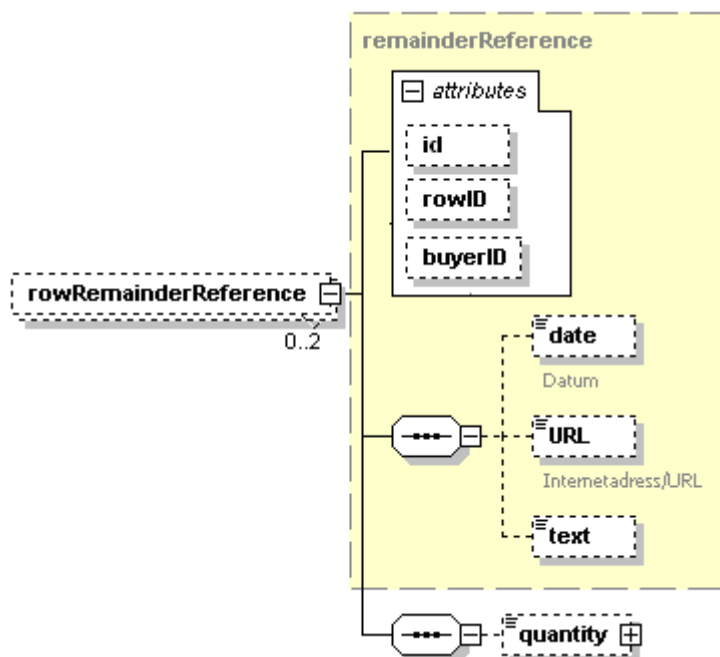 remainderReference
attributes
id
rowID
buyerID
rowRemainderReference
0..2
date
Datum
URL
Internetadress/URL
text
quantity